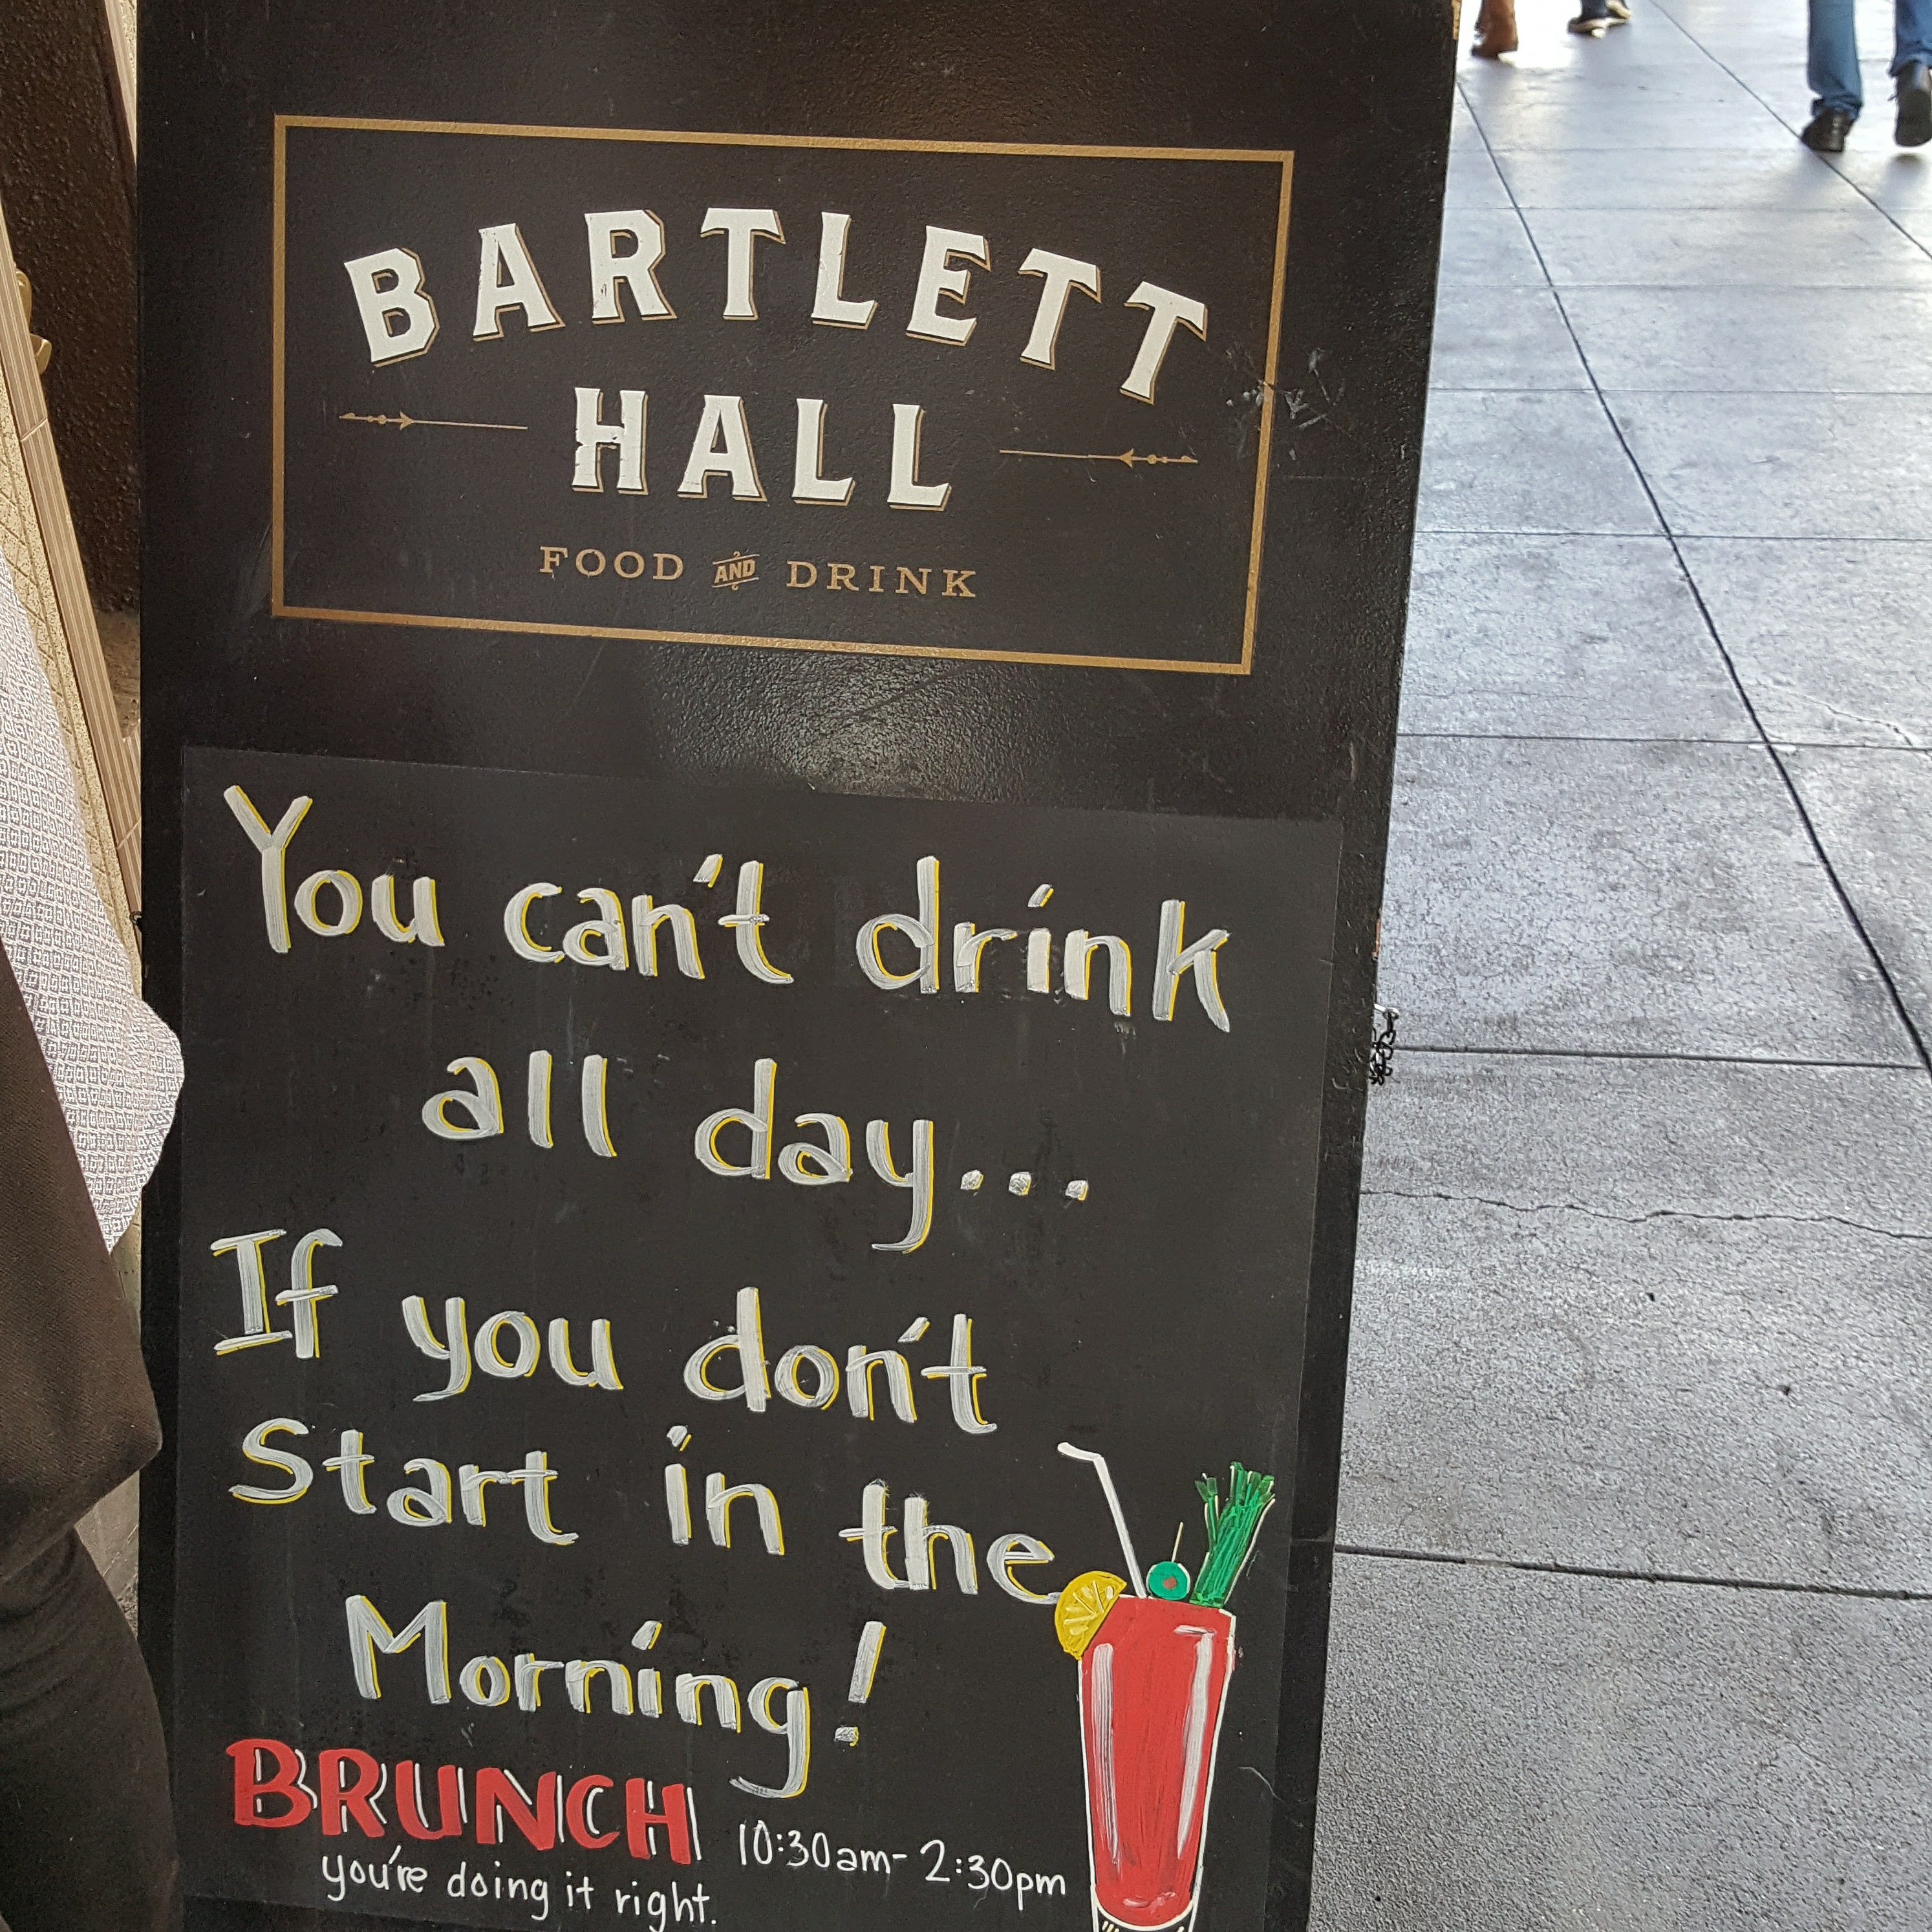 BARTLETT
HALL
FOOD AND DRINK
You can't drink
all day...
If you don't
Start in the
Morning!
BRUNCH 10:30am-2:30pm
you're doing it right.